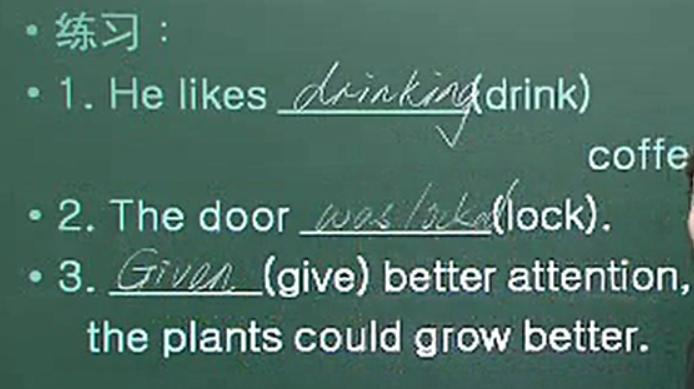 • 练习：
• 1. He likes drinking (drink)
coffe
• 2. The door was locked (lock).
• 3. Given (give) better attention,
the plants could grow better.